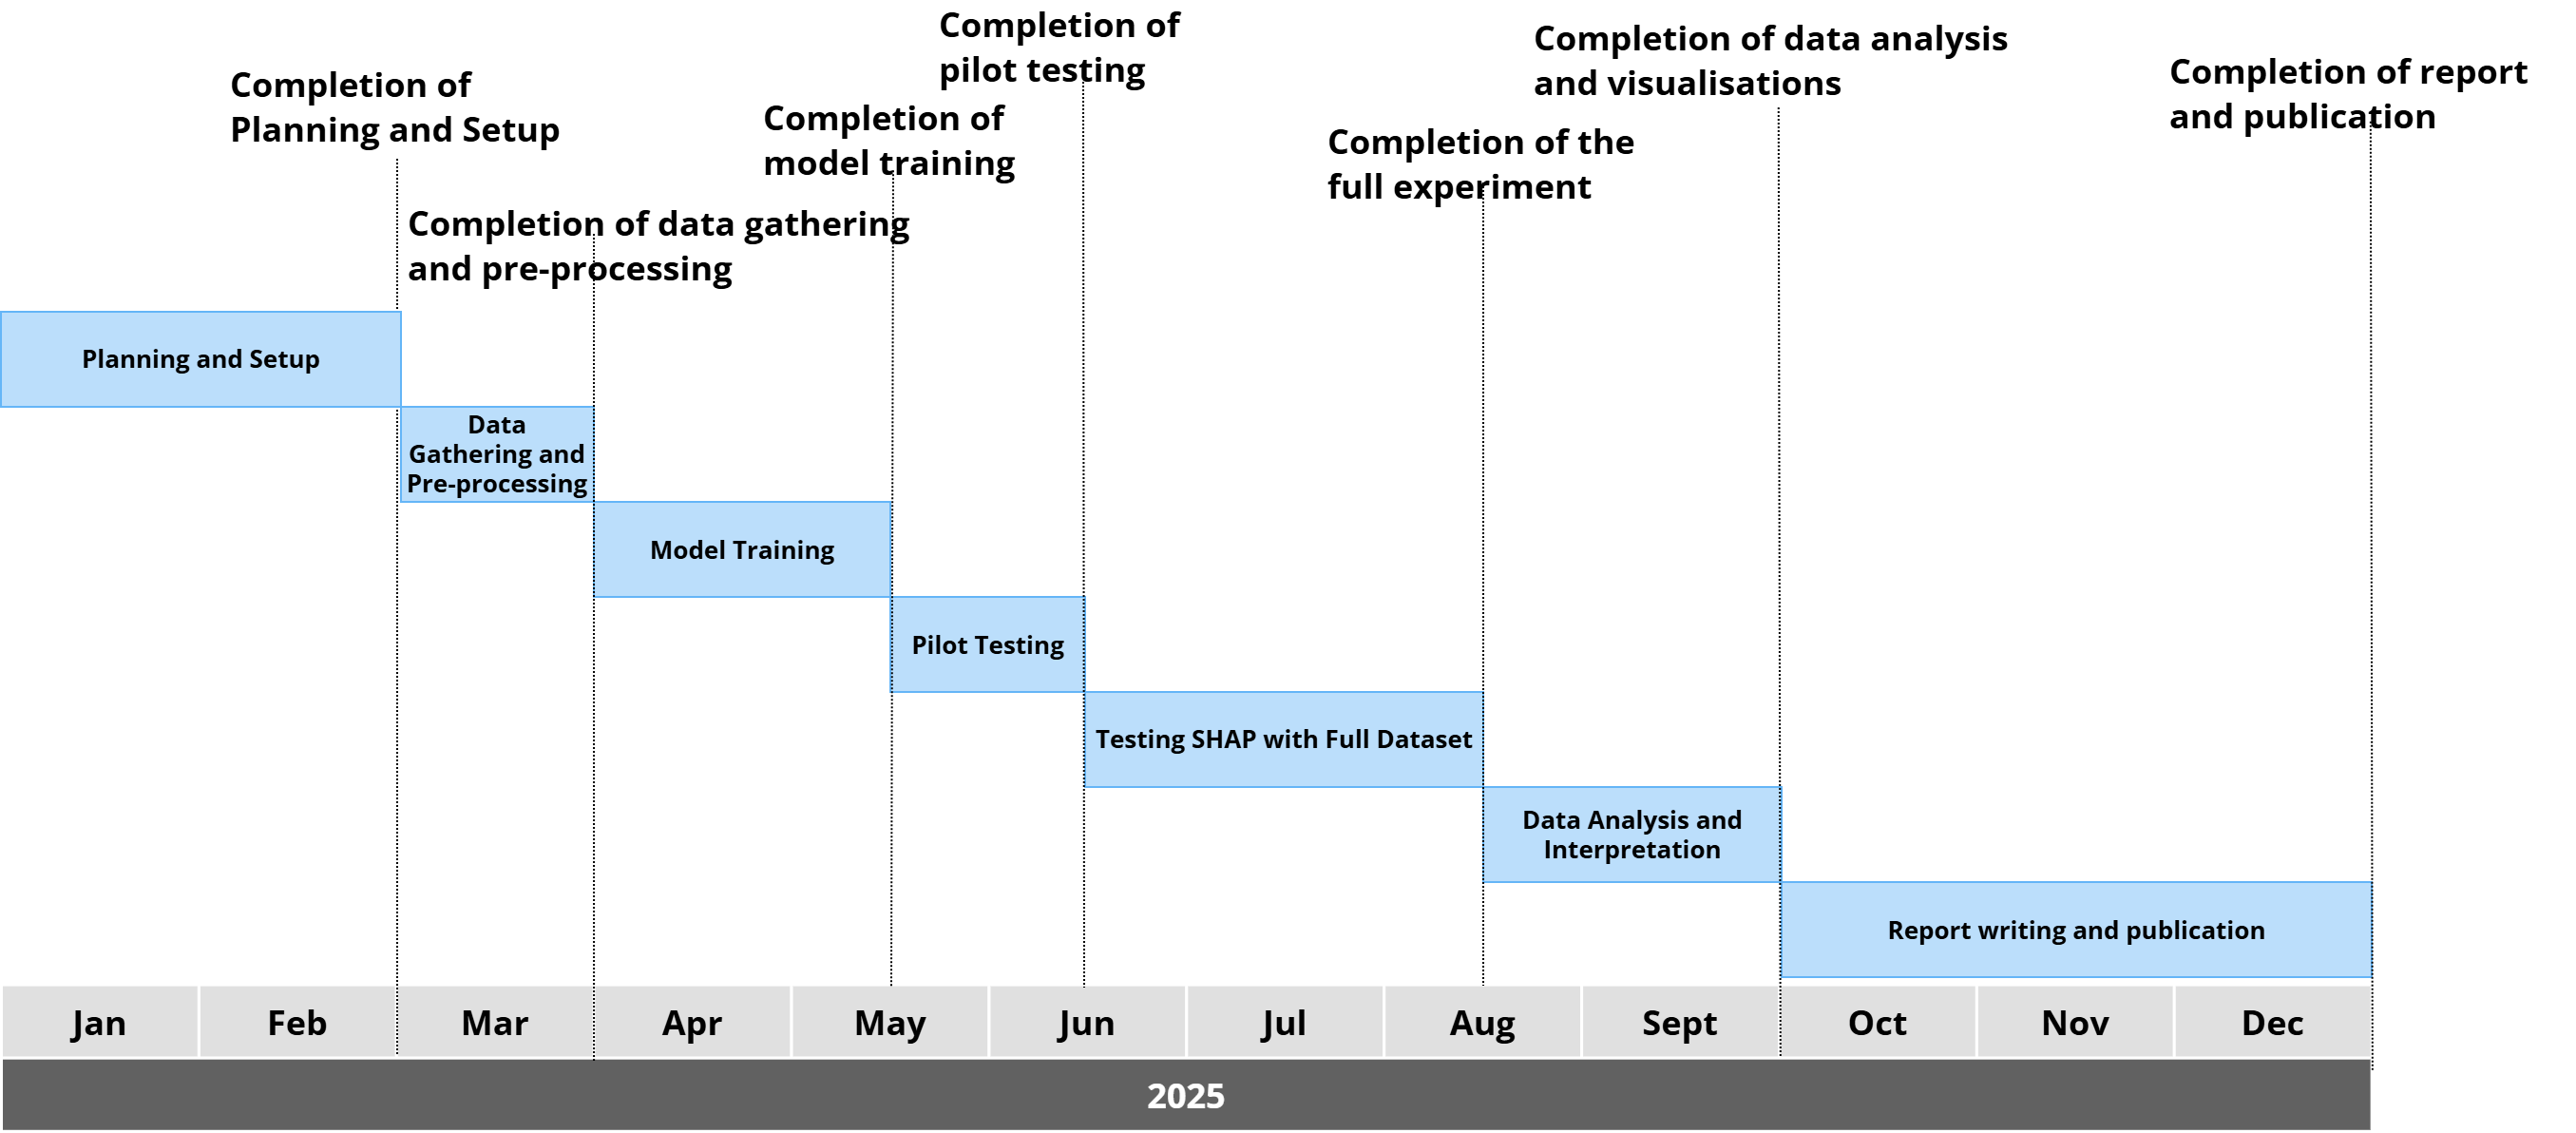 Completion of
pilot testing
Completion of data analysis
and visualisations
Completion of report
and publication
Completion of
Planning and Setup
Completion of
model training
Completion of the
full experiment
Completion of data gathering
and pre-processing
Planning and Setup
Data
Gathering and
Pre-processing
Model Training
Pilot Testing
Testing SHAP with Full Dataset
Data Analysis and
Interpretation
Report writing and publication
Jan Feb Mar Apr May Jun Jul Aug Sept Oct Nov Dec
2025